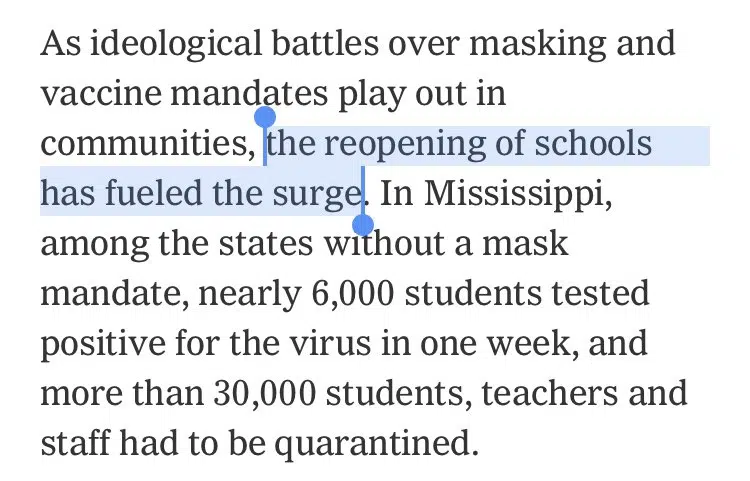 As ideological battles over masking and
vaccine mandates play out in
communities, the reopening of schools
has fueled the surge. In Mississippi,
among the states without a mask
mandate, nearly 6,000 students tested
positive for the virus in one week, and
more than 30,000 students, teachers and
staff had to be quarantined.